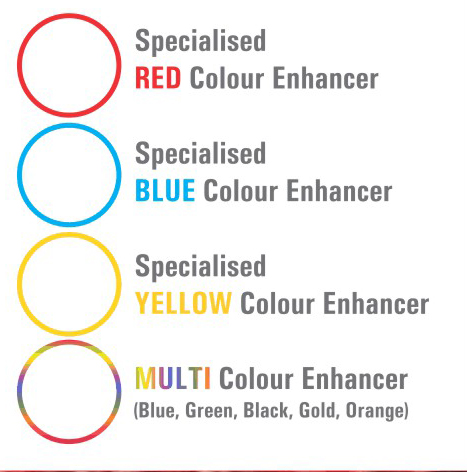 Specialised
RED Colour Enhancer
Specialised
BLUE Colour Enhancer
Specialised
YELLOW Colour Enhancer
MULTI Colour Enhancer
(Blue, Green, Black, Gold, Orange)